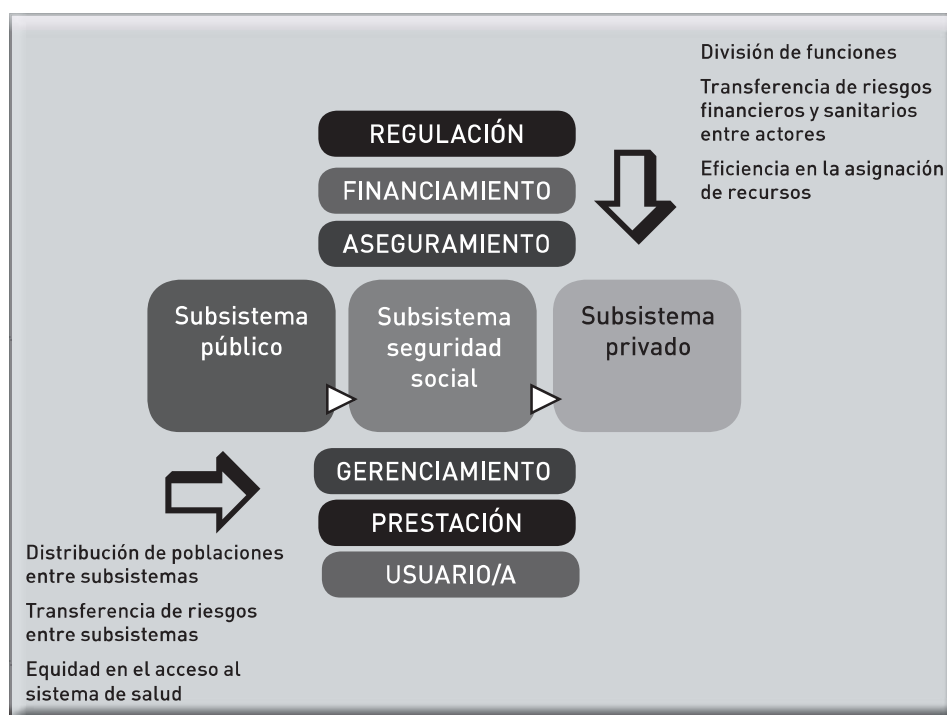 División de funciones
Transferencia de riesgos
financieros y sanitarios
entre actores
Eficiencia en la asignación
de recursos
REGULACIÓN
FINANCIAMIENTO
ASEGURAMIENTO
Subsistema
público
Subsistema
seguridad
social
Subsistema
privado
GERENCIAMIENTO
PRESTACIÓN
USUARIO/A
Distribución de poblaciones
entre subsistemas
Transferencia de riesgos
entre subsistemas
Equidad en el acceso al
sistema de salud